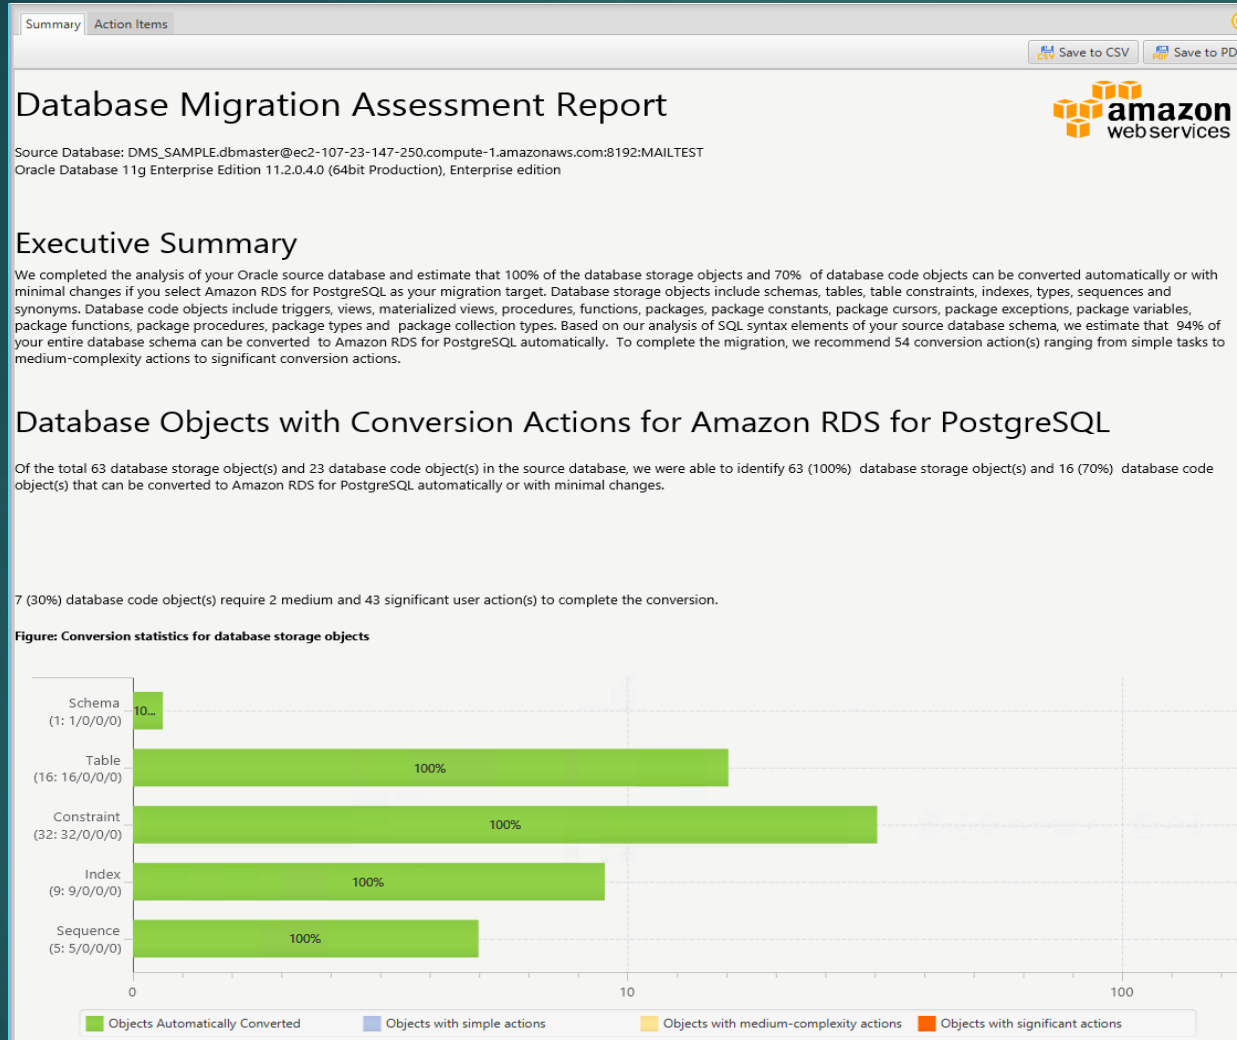 Summary Action Items
Save to CSV Save to PD
Database Migration Assessment Report
amazon
web services
Source Database: DMS_SAMPLE.dbmaster@ec2-107-23-147-250.compute-1.amazonaws.com:8192:MAILTEST
Oracle Database 11g Enterprise Edition 11.2.0.4.0 (64bit Production), Enterprise edition
Executive Summary
We completed the analysis of your Oracle source database and estimate that 100% of the database storage objects and 70% of database code objects can be converted automatically or with
minimal changes if you select Amazon RDS for PostgreSQL as your migration target. Database storage objects include schemas, tables, table constraints, indexes, types, sequences and
synonyms. Database code objects include triggers, views, materialized views, procedures, functions, packages, package constants, package cursors, package exceptions, package variables,
package functions, package procedures, package types and package collection types. Based on our analysis of SQL syntax elements of your source database schema, we estimate that 94% of
your entire database schema can be converted to Amazon RDS for PostgreSQL automatically. To complete the migration, we recommend 54 conversion action(s) ranging from simple tasks to
medium-complexity actions to significant conversion actions.
Database Objects with Conversion Actions for Amazon RDS for PostgreSQL
Of the total 63 database storage object(s) and 23 database code object(s) in the source database, we were able to identify 63 (100%) database storage object(s) and 16 (70%) database code
object(s) that can be converted to Amazon RDS for PostgreSQL automatically or with minimal changes.
7 (30%) database code object(s) require 2 medium and 43 significant user action(s) to complete the conversion.
Figure: Conversion statistics for database storage objects
Schema
(1: 1/0/0/0)
10...
Table
(16: 16/0/0/0)
100%
Constraint
(32: 32/0/0/0)
100%
Index
(9: 9/0/0/0)
100%
Sequence
(5: 5/0/0/0)
100%
0 10 100
Objects Automatically Converted Objects with simple actions Objects with medium-complexity actions Objects with significant actions